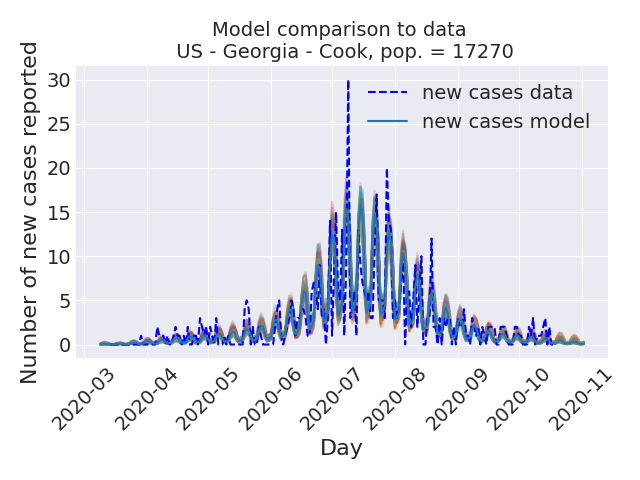 Model comparison to data
US - Georgia - Cook, pop. = 17270
Number of new cases reported
30
25
20
15
10
5
0
new cases data
new cases model
2020-03
2020-04
2020-05
2020-06
2020-07
2020-08
2020-09
2020-10
2020-11
Day